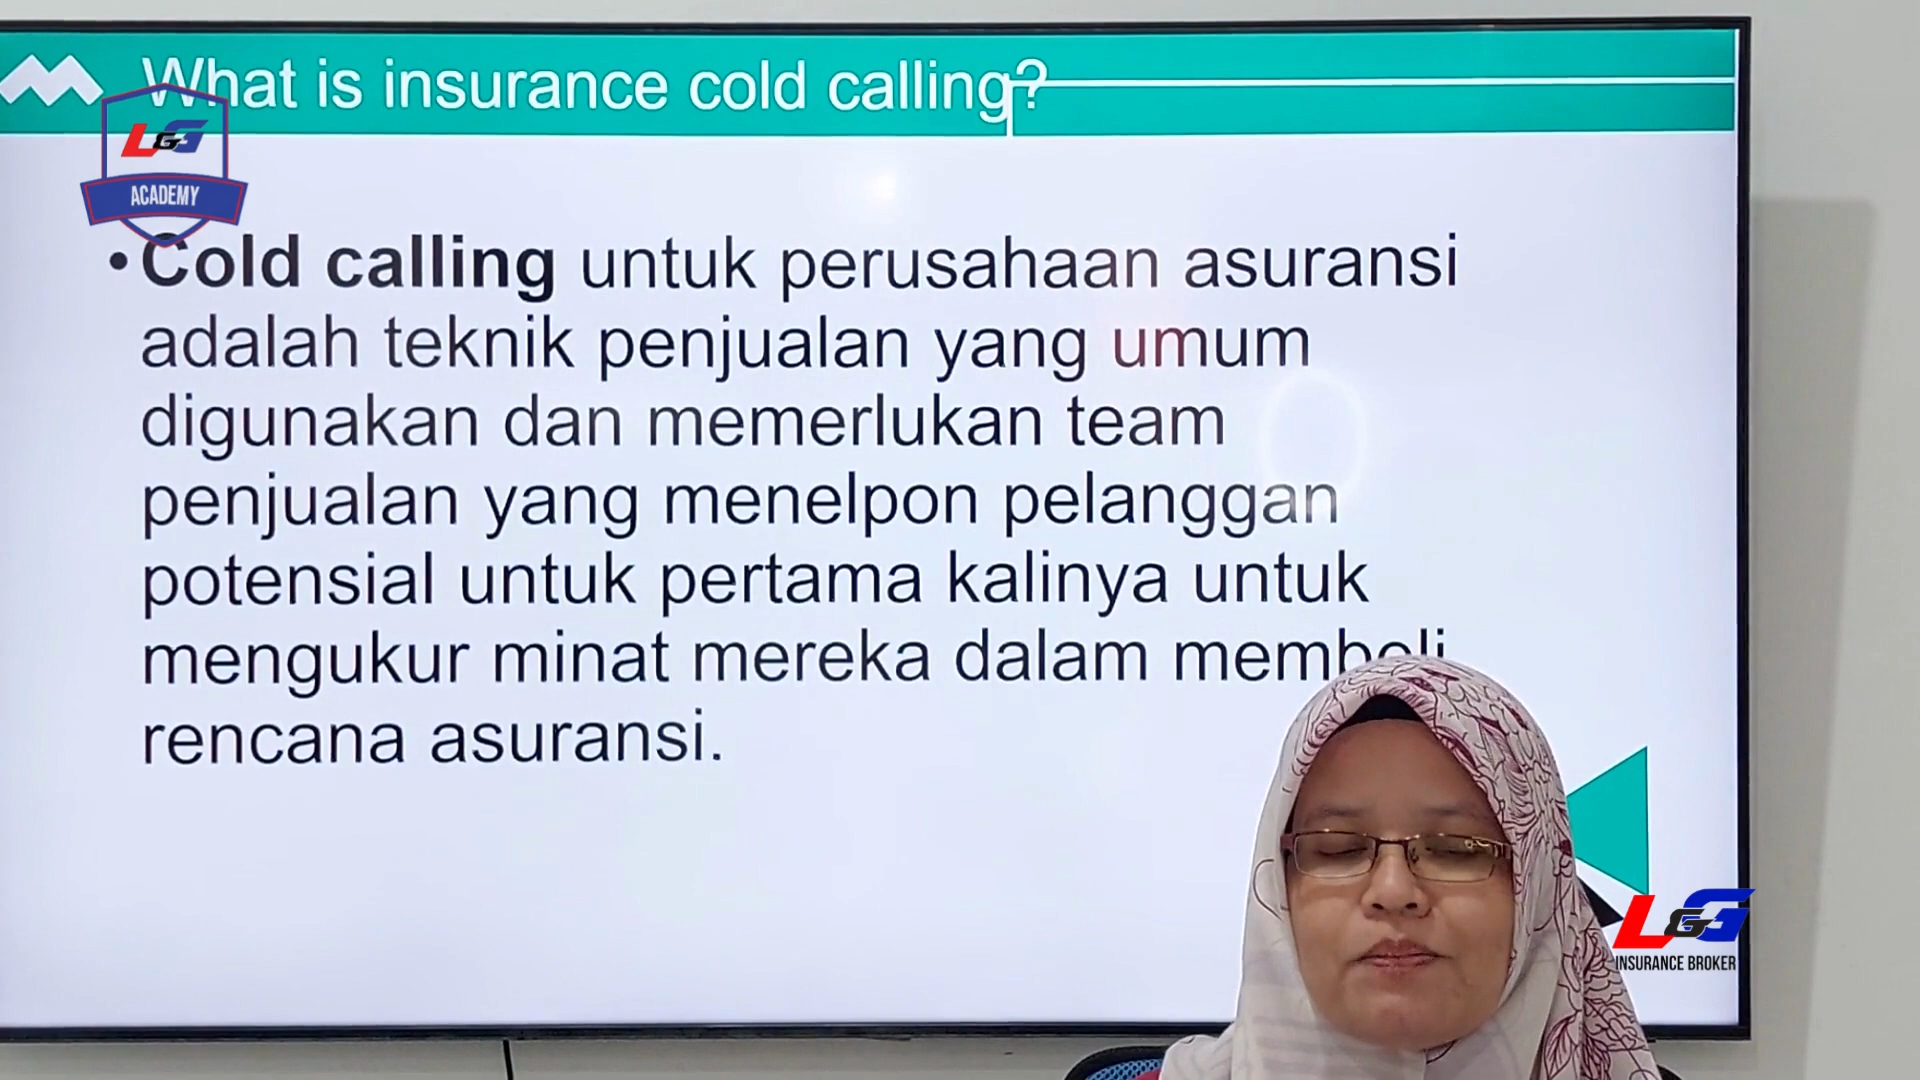 What is insurance cold calling?
L&G
ACADEMY
• Cold calling untuk perusahaan asuransi
adalah teknik penjualan yang umum
digunakan dan memerlukan team
penjualan yang menelpon pelanggan
potensial untuk pertama kalinya untuk
mengukur minat mereka dalam membeli
rencana asuransi.
L&G
INSURANCE BROKER